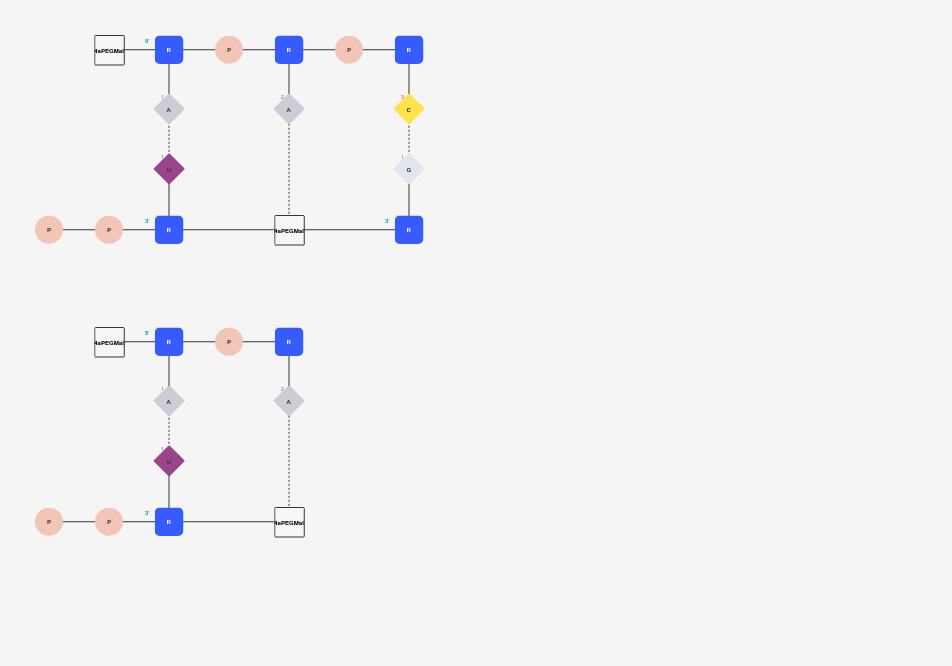 5'
4aPEGMal R P R P R
1 2 3
A A C
1 1
U G
3' 3'
P P R 4aPEGMal R
5'
4aPEGMal R P R
1 2
A A
1
U
3'
P P R 4aPEGMal